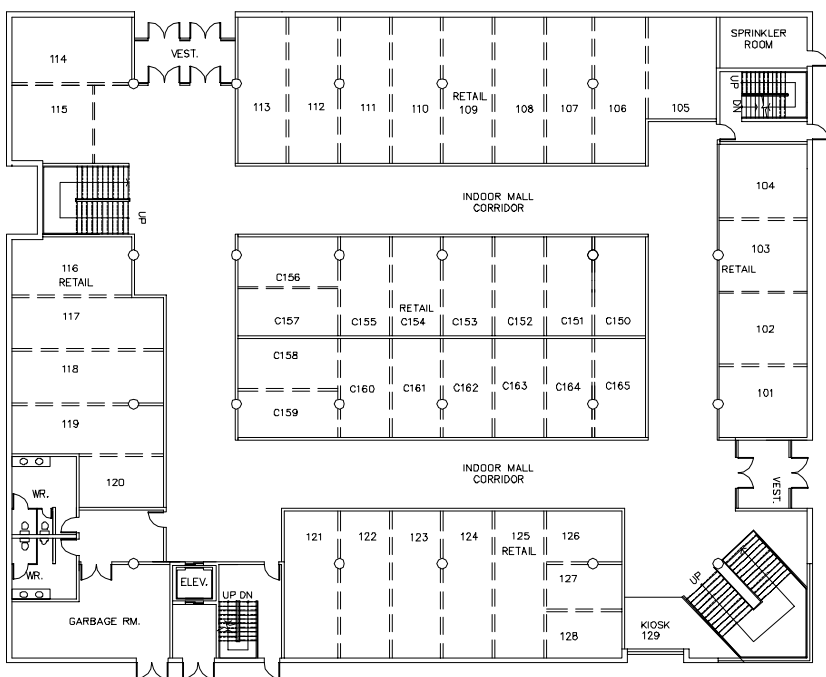 SPRINKLER
ROOM
114
VEST.
UP
DN
115
113
112
111
110
RETAIL
109
108
107
106
105
104
INDOOR MALL
CORRIDOR
UP
116
RETAIL
C156
103
RETAIL
117
C157
C155
RETAIL
C154
C153
C152
C151
C150
102
118
C158
C160
C161
C162
C163
C164
C165
101
119
C159
120
INDOOR MALL
CORRIDOR
WR.
VEST.
121
122
123
124
125
RETAIL
126
127
WR.
ELEV.
UP DN
UP
GARBAGE RM.
128
KIOSK
129